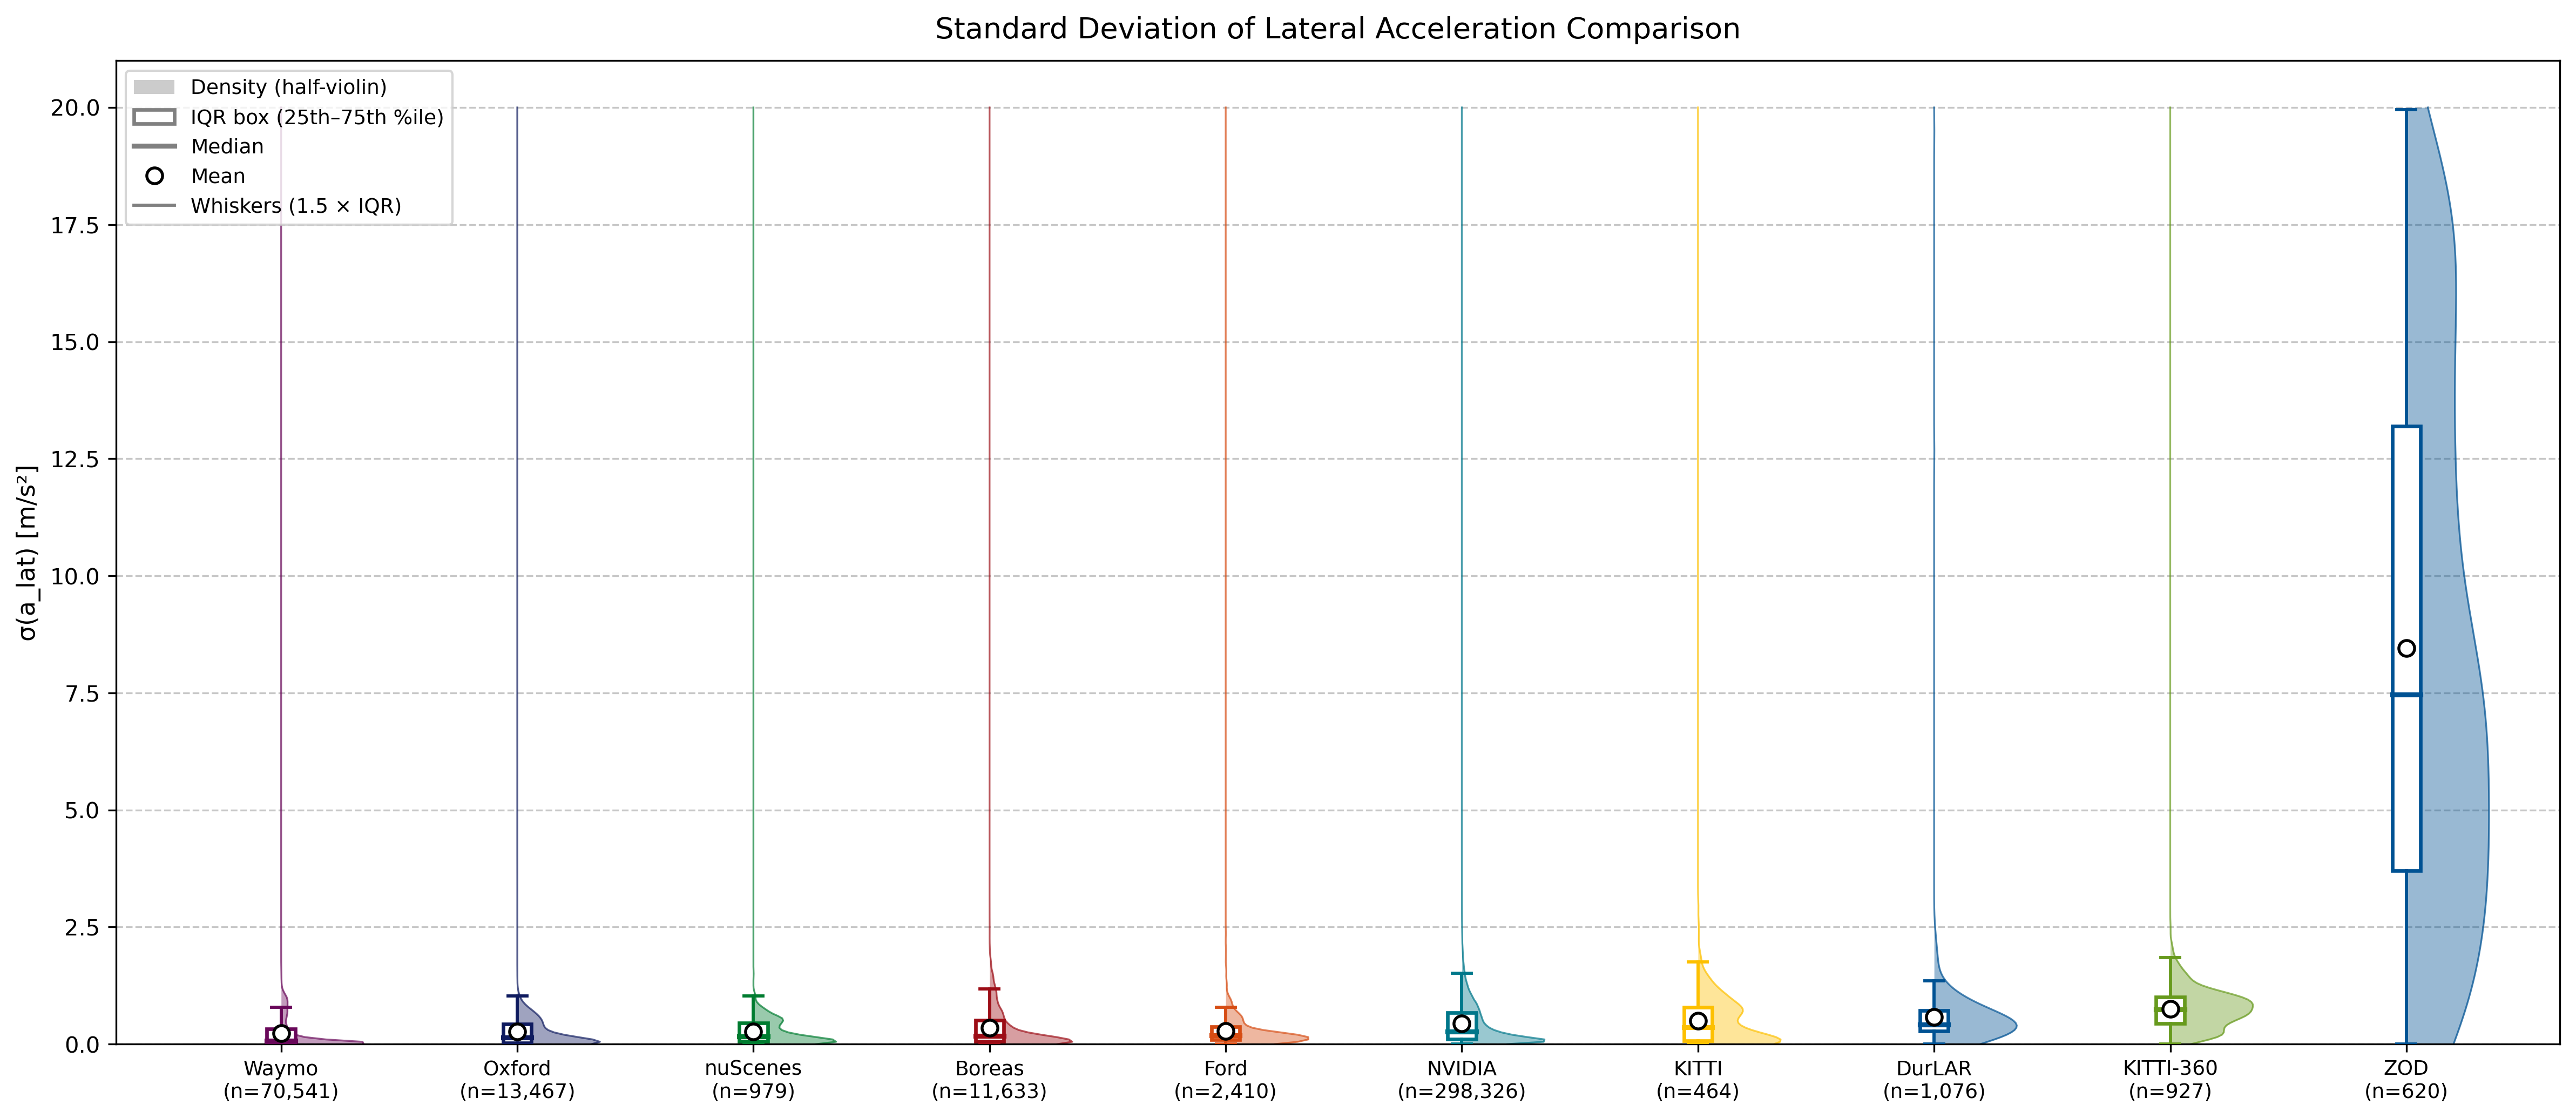 Standard Deviation of Lateral Acceleration Comparison
Density (half-violin)
IQR box (25th–75th %ile)
Median
Mean
Whiskers (1.5 × IQR)
σ(a_lat) [m/s²]
20.0
17.5
15.0
12.5
10.0
7.5
5.0
2.5
0.0
Waymo
(n=70,541)
Oxford
(n=13,467)
nuScenes
(n=979)
Boreas
(n=11,633)
Ford
(n=2,410)
NVIDIA
(n=298,326)
KITTI
(n=464)
DurLAR
(n=1,076)
KITTI-360
(n=927)
ZOD
(n=620)